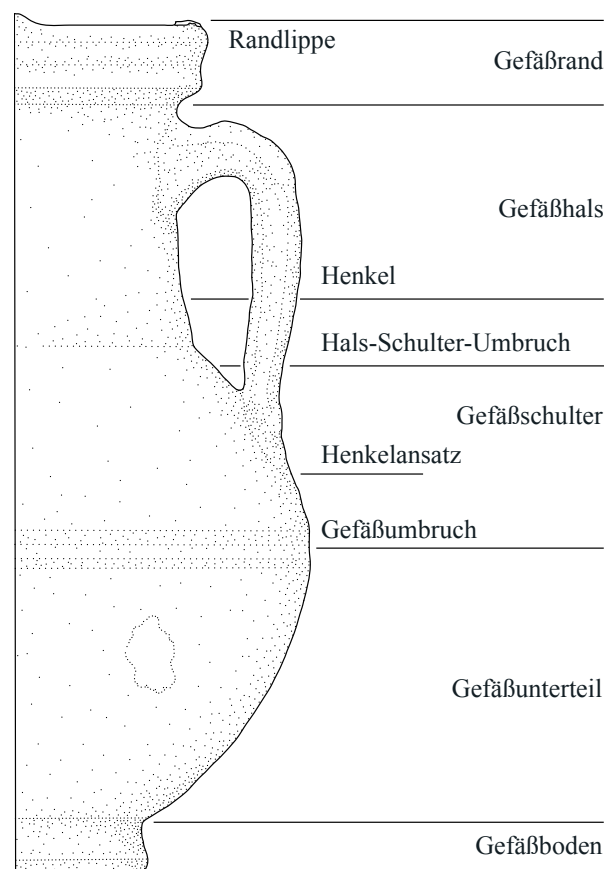 Randlippe
Gefäßrand
Gefäßhals
Henkel
Hals-Schulter-Umbruch
Gefäßschulter
Henkelansatz
Gefäßumbruch
Gefäßunterteil
Gefäßboden